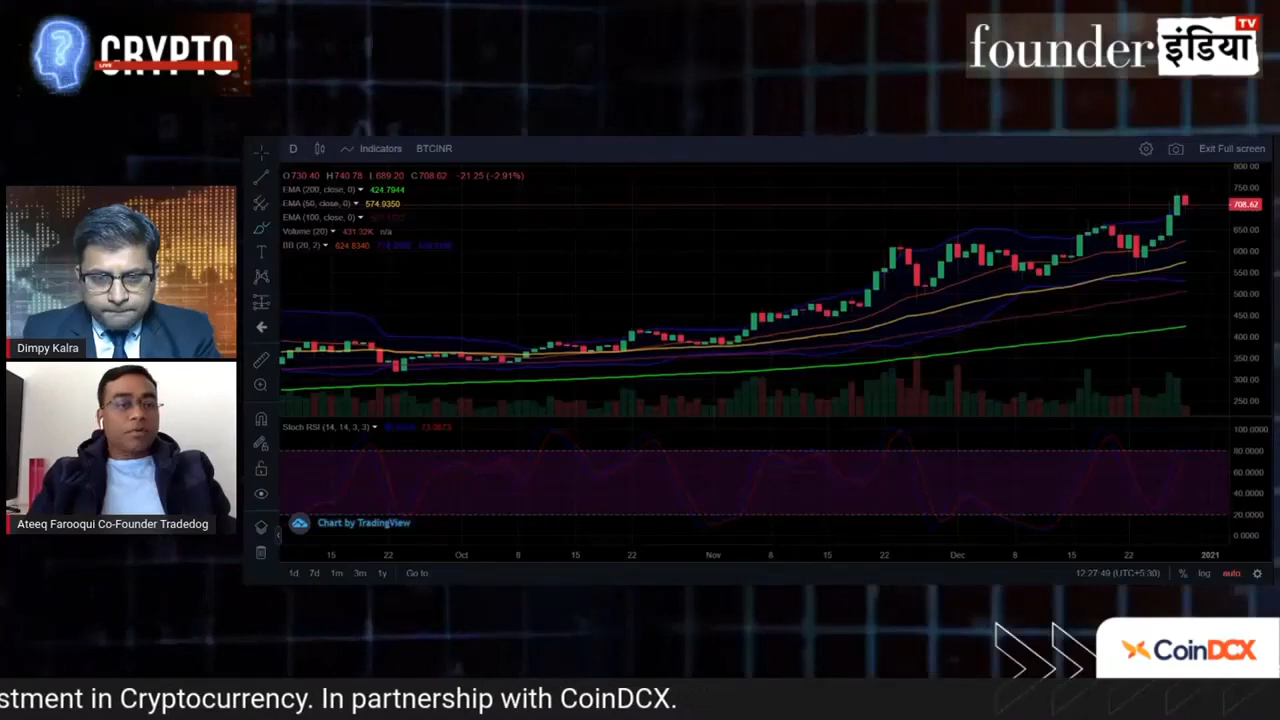 CRYPTO
LIVE
founder इंडिया TV
D Indicators BTCINR Exit Full screen
O730.40 H740.78 L689.20 C708.62 -21.25 (-2.91%)
EMA (200, close, 0) 424.7944
EMA (50, close, 0) 574.9350
EMA (100, close, 0)
Volume (20) 431.32K n/a
BB (20, 2) 624.8340
800.00
750.00
708.62
650.00
600.00
550.00
500.00
450.00
400.00
350.00
300.00
250.00
Dimpy Kalra
Ateeq Farooqui Co-Founder Tradedog
Stoch RSI (14, 14, 3, 3) 73.0873
100.0000
80.0000
60.0000
40.0000
20.0000
0.0000
Chart by TradingView
15 22 Oct 8 15 22 Nov 8 15 22 Dec 8 15 22 2021
1d 7d 1m 3m 1y Go to 12:27:49 (UTC+5:30) % log auto
CoinDCX
stment in Cryptocurrency. In partnership with CoinDCX.